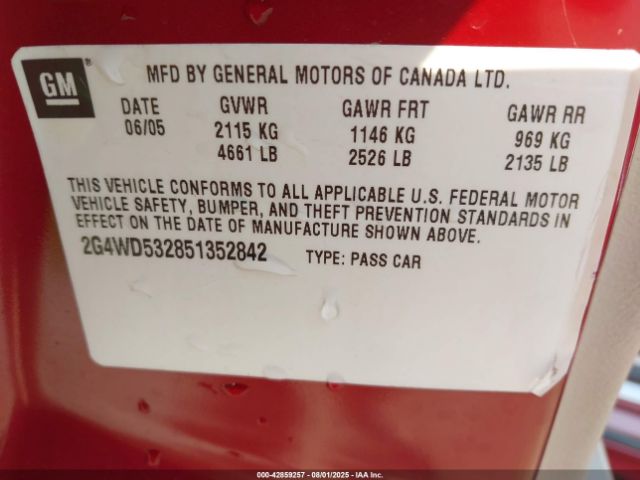 GM®
MFD BY GENERAL MOTORS OF CANADA LTD.
DATE GVWR GAWR FRT GAWR RR
06/05 2115 KG 1146 KG 969 KG
4661 LB 2526 LB 2135 LB
THIS VEHICLE CONFORMS TO ALL APPLICABLE U.S. FEDERAL MOTOR
VEHICLE SAFETY, BUMPER, AND THEFT PREVENTION STANDARDS IN
EFFECT ON THE DATE OF MANUFACTURE SHOWN ABOVE.
2G4WD532851352842 TYPE: PASS CAR
000-42859257 - 08/01/2025 - IAA Inc.